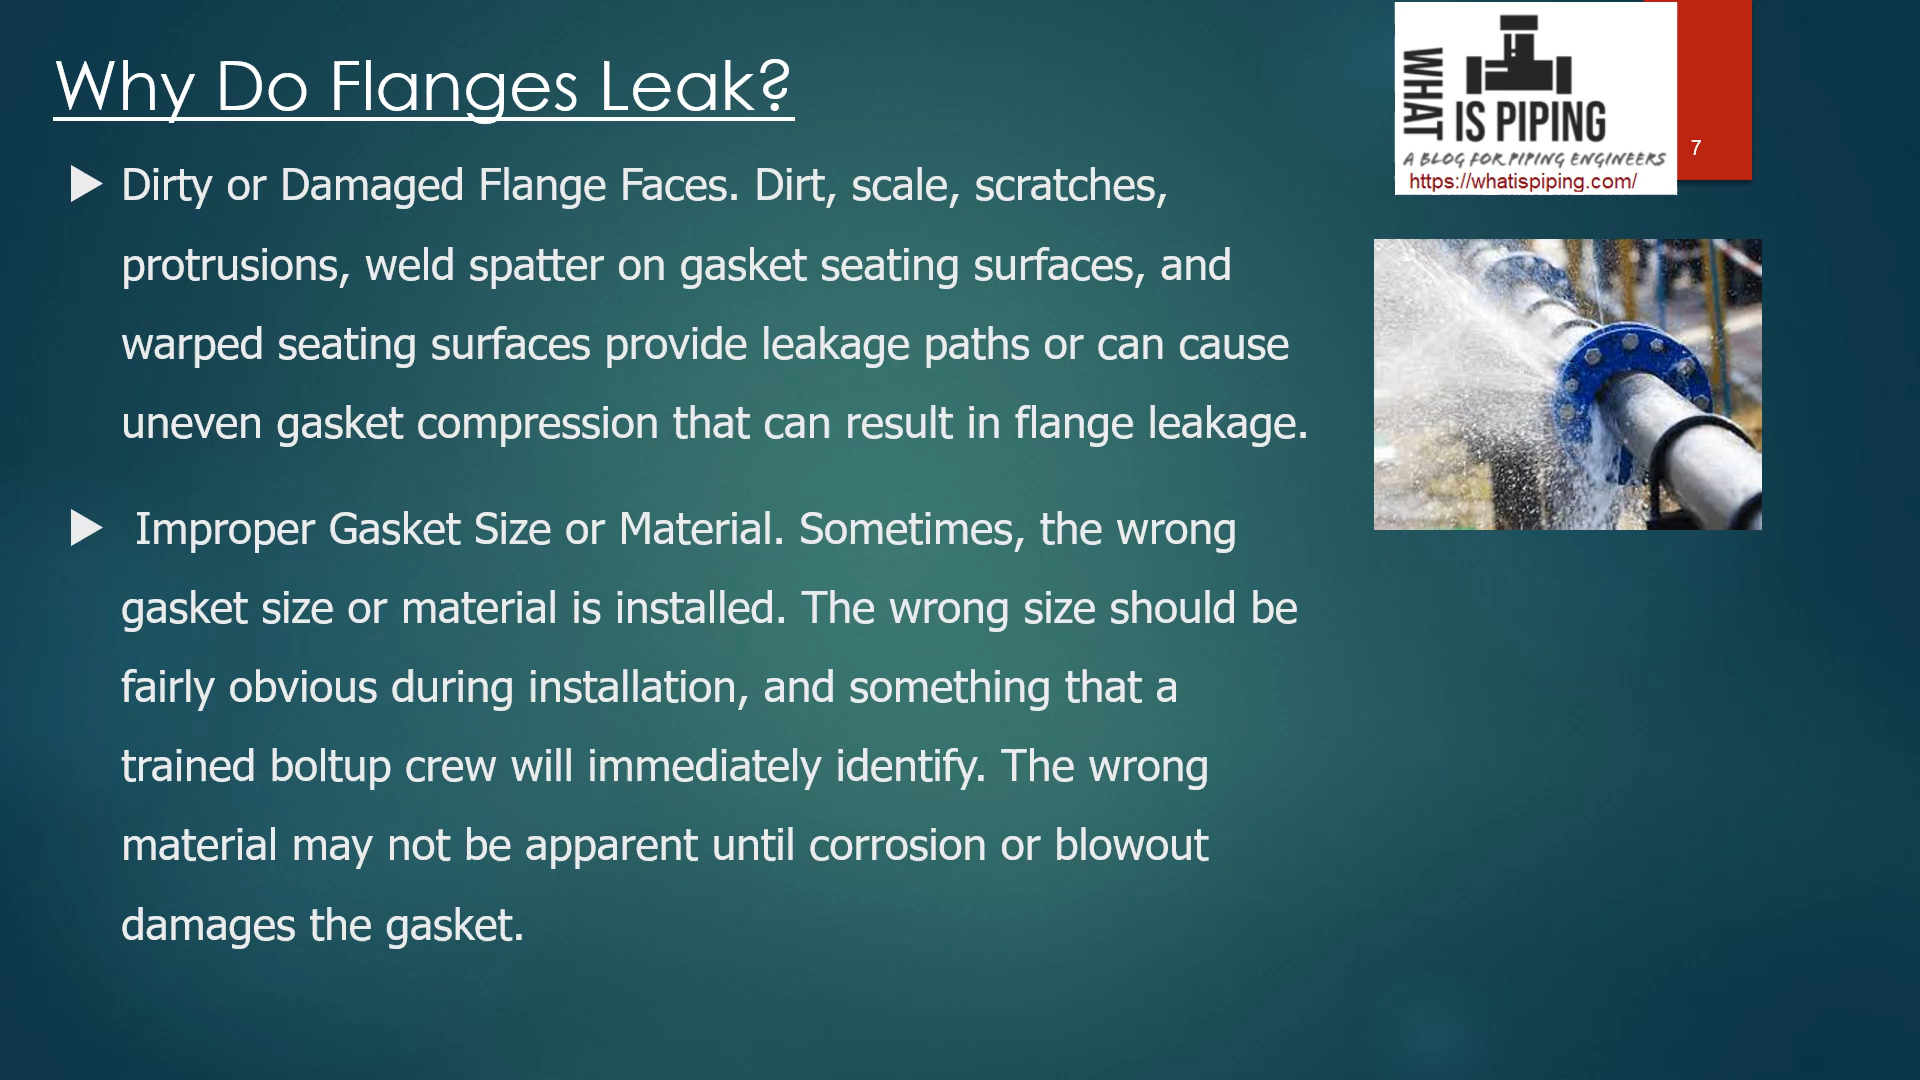 Why Do Flanges Leak?
WHAT
IS PIPING
A BLOG FOR PIPING ENGINEERS
https://whatispiping.com/
7
Dirty or Damaged Flange Faces. Dirt, scale, scratches,
protrusions, weld spatter on gasket seating surfaces, and
warped seating surfaces provide leakage paths or can cause
uneven gasket compression that can result in flange leakage.
Improper Gasket Size or Material. Sometimes, the wrong
gasket size or material is installed. The wrong size should be
fairly obvious during installation, and something that a
trained boltup crew will immediately identify. The wrong
material may not be apparent until corrosion or blowout
damages the gasket.